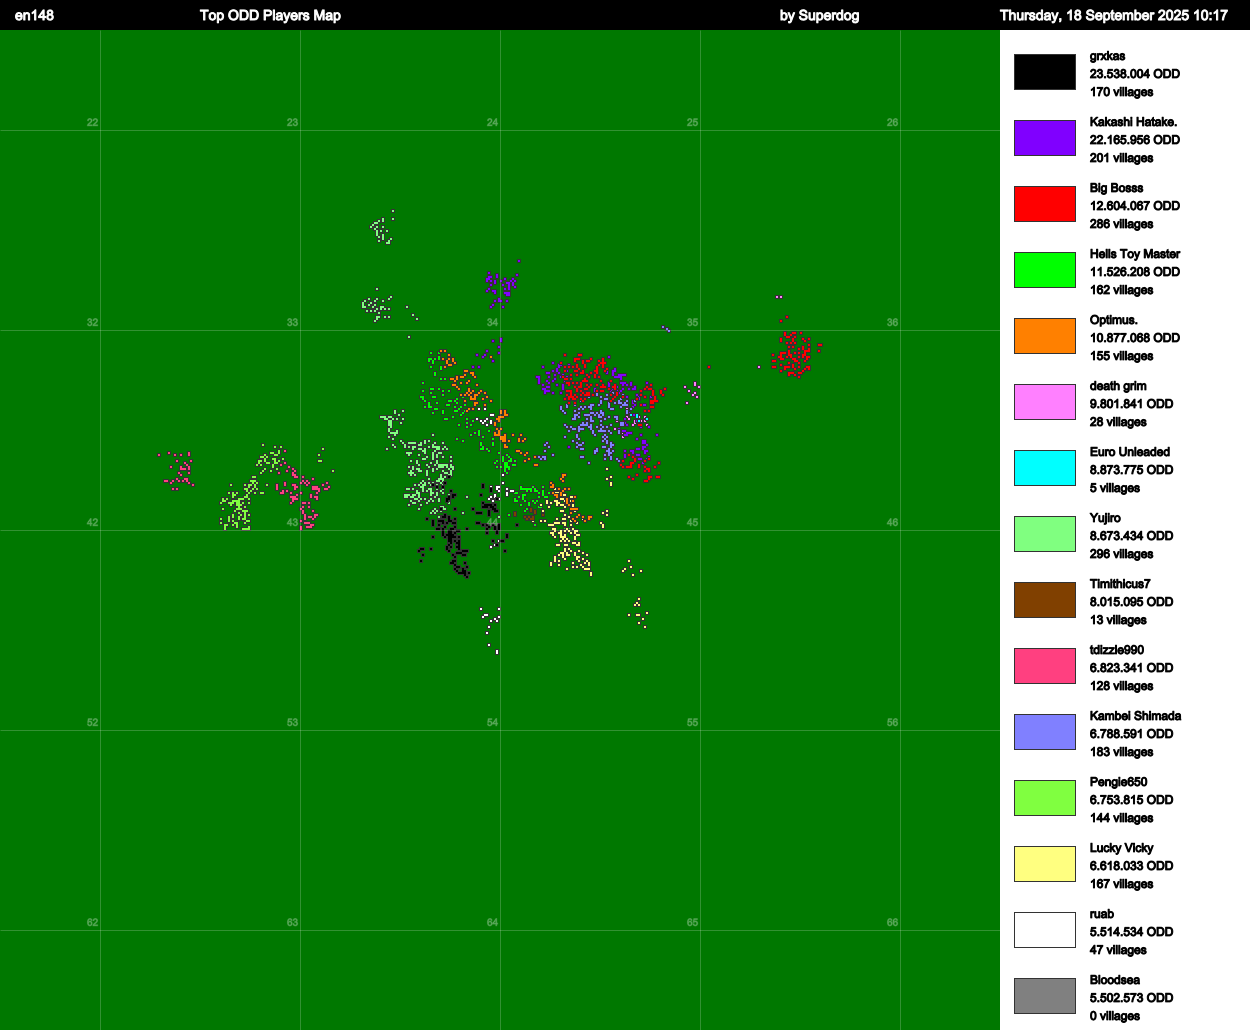 en148 Top ODD Players Map by Superdog Thursday, 18 September 2025 10:17
22 23 24 25 26
32 33 34 35 36
42 43 44 45 46
52 53 54 55 56
62 63 64 65 66
grxkas
23.538.004 ODD
170 villages
Kakashi Hatake.
22.165.956 ODD
201 villages
Big Bosss
12.604.067 ODD
286 villages
Hells Toy Master
11.526.208 ODD
162 villages
Optimus.
10.877.068 ODD
155 villages
death grim
9.801.841 ODD
28 villages
Euro Unleaded
8.873.775 ODD
5 villages
Yujiro
8.673.434 ODD
296 villages
Timithicus7
8.015.095 ODD
13 villages
tdizzle990
6.823.341 ODD
128 villages
Kambei Shimada
6.788.591 ODD
183 villages
Pengle650
6.753.815 ODD
144 villages
Lucky Vicky
6.618.033 ODD
167 villages
ruab
5.514.534 ODD
47 villages
Bloodsea
5.502.573 ODD
0 villages